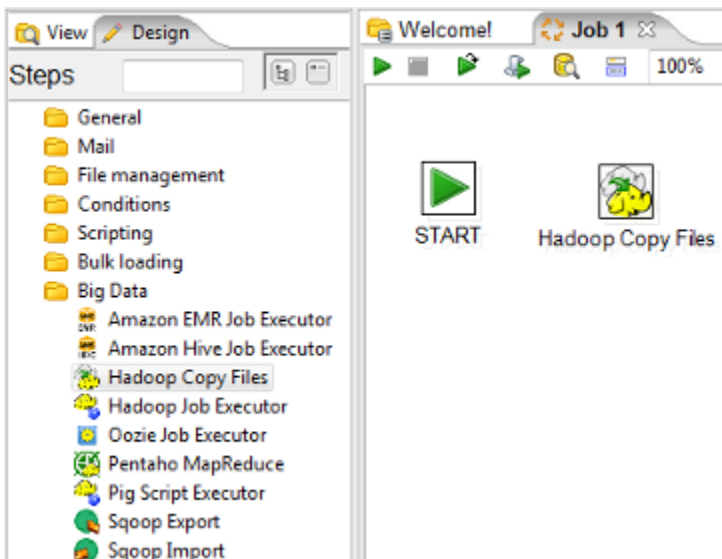 View Design
Steps
General
Mail
File management
Conditions
Scripting
Bulk loading
Big Data
Amazon EMR Job Executor
Amazon Hive Job Executor
Hadoop Copy Files
Hadoop Job Executor
Oozie Job Executor
Pentaho MapReduce
Pig Script Executor
Sqoop Export
Sqoop Import
Welcome! Job 1
100%
START
Hadoop Copy Files